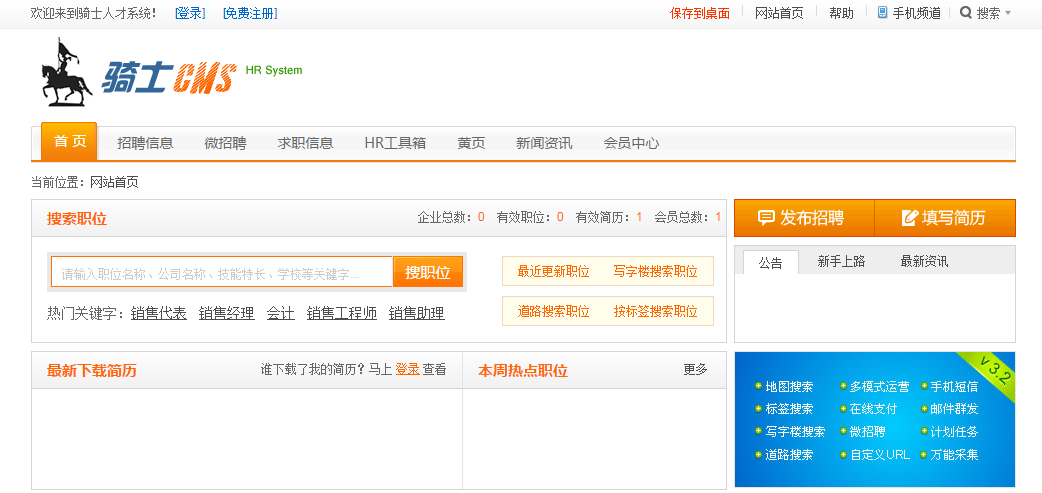 欢迎来到骑士人才系统！ [登录] [免费注册] 保存到桌面 网站首页 帮助 手机频道 搜索
骑士CMS HR System
首 页 招聘信息 微招聘 求职信息 HR工具箱 黄页 新闻资讯 会员中心
当前位置：网站首页
搜索职位 企业总数：0 有效职位：0 有效简历：1 会员总数：1
发布招聘 填写简历
公告 新手上路 最新资讯
请输入职位名称、公司名称、技能特长、学校等关键字... 搜职位
最近更新职位 写字楼搜索职位
热门关键字：销售代表 销售经理 会计 销售工程师 销售助理
道路搜索职位 按标签搜索职位
最新下载简历 谁下载了我的简历？马上 登录 查看
本周热点职位 更多
v 3.2
地图搜索 多模式运营 手机短信
标签搜索 在线支付 邮件群发
写字楼搜索 微招聘 计划任务
道路搜索 自定义URL 万能采集